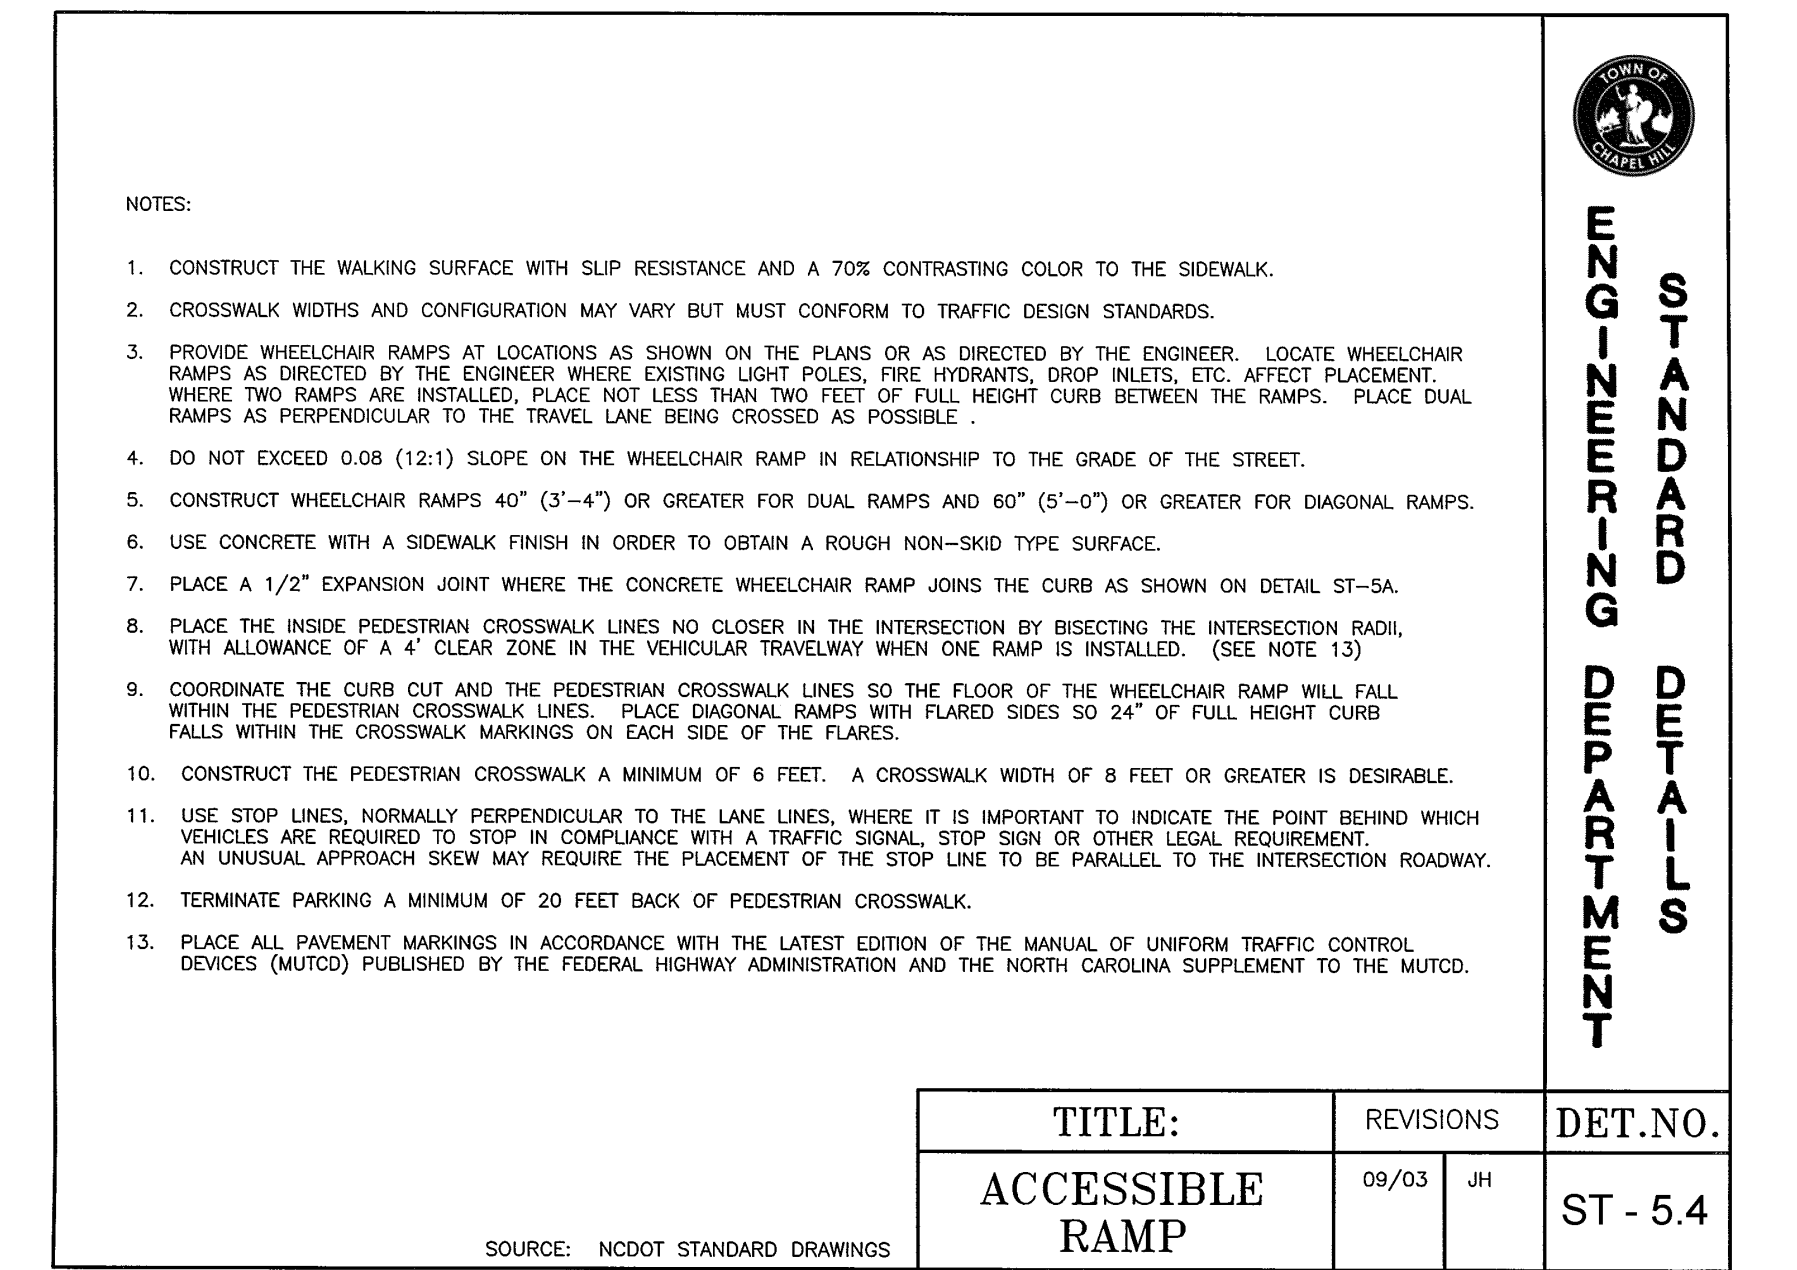 TOWN OF
CHAPEL HILL
NOTES:
1. CONSTRUCT THE WALKING SURFACE WITH SLIP RESISTANCE AND A 70% CONTRASTING COLOR TO THE SIDEWALK.
2. CROSSWALK WIDTHS AND CONFIGURATION MAY VARY BUT MUST CONFORM TO TRAFFIC DESIGN STANDARDS.
3. PROVIDE WHEELCHAIR RAMPS AT LOCATIONS AS SHOWN ON THE PLANS OR AS DIRECTED BY THE ENGINEER. LOCATE WHEELCHAIR
RAMPS AS DIRECTED BY THE ENGINEER WHERE EXISTING LIGHT POLES, FIRE HYDRANTS, DROP INLETS, ETC. AFFECT PLACEMENT.
WHERE TWO RAMPS ARE INSTALLED, PLACE NOT LESS THAN TWO FEET OF FULL HEIGHT CURB BETWEEN THE RAMPS. PLACE DUAL
RAMPS AS PERPENDICULAR TO THE TRAVEL LANE BEING CROSSED AS POSSIBLE .
4. DO NOT EXCEED 0.08 (12:1) SLOPE ON THE WHEELCHAIR RAMP IN RELATIONSHIP TO THE GRADE OF THE STREET.
5. CONSTRUCT WHEELCHAIR RAMPS 40" (3'-4") OR GREATER FOR DUAL RAMPS AND 60" (5'-0") OR GREATER FOR DIAGONAL RAMPS.
6. USE CONCRETE WITH A SIDEWALK FINISH IN ORDER TO OBTAIN A ROUGH NON-SKID TYPE SURFACE.
7. PLACE A 1/2" EXPANSION JOINT WHERE THE CONCRETE WHEELCHAIR RAMP JOINS THE CURB AS SHOWN ON DETAIL ST-5A.
8. PLACE THE INSIDE PEDESTRIAN CROSSWALK LINES NO CLOSER IN THE INTERSECTION BY BISECTING THE INTERSECTION RADII,
WITH ALLOWANCE OF A 4' CLEAR ZONE IN THE VEHICULAR TRAVELWAY WHEN ONE RAMP IS INSTALLED. (SEE NOTE 13)
9. COORDINATE THE CURB CUT AND THE PEDESTRIAN CROSSWALK LINES SO THE FLOOR OF THE WHEELCHAIR RAMP WILL FALL
WITHIN THE PEDESTRIAN CROSSWALK LINES. PLACE DIAGONAL RAMPS WITH FLARED SIDES SO 24" OF FULL HEIGHT CURB
FALLS WITHIN THE CROSSWALK MARKINGS ON EACH SIDE OF THE FLARES.
10. CONSTRUCT THE PEDESTRIAN CROSSWALK A MINIMUM OF 6 FEET. A CROSSWALK WIDTH OF 8 FEET OR GREATER IS DESIRABLE.
11. USE STOP LINES, NORMALLY PERPENDICULAR TO THE LANE LINES, WHERE IT IS IMPORTANT TO INDICATE THE POINT BEHIND WHICH
VEHICLES ARE REQUIRED TO STOP IN COMPLIANCE WITH A TRAFFIC SIGNAL, STOP SIGN OR OTHER LEGAL REQUIREMENT.
AN UNUSUAL APPROACH SKEW MAY REQUIRE THE PLACEMENT OF THE STOP LINE TO BE PARALLEL TO THE INTERSECTION ROADWAY.
12. TERMINATE PARKING A MINIMUM OF 20 FEET BACK OF PEDESTRIAN CROSSWALK.
13. PLACE ALL PAVEMENT MARKINGS IN ACCORDANCE WITH THE LATEST EDITION OF THE MANUAL OF UNIFORM TRAFFIC CONTROL
DEVICES (MUTCD) PUBLISHED BY THE FEDERAL HIGHWAY ADMINISTRATION AND THE NORTH CAROLINA SUPPLEMENT TO THE MUTCD.
ENGINEERING DEPARTMENT
STANDARD DETAILS
TITLE:
REVISIONS
DET.NO.
ACCESSIBLE
RAMP
09/03
JH
ST - 5.4
SOURCE: NCDOT STANDARD DRAWINGS